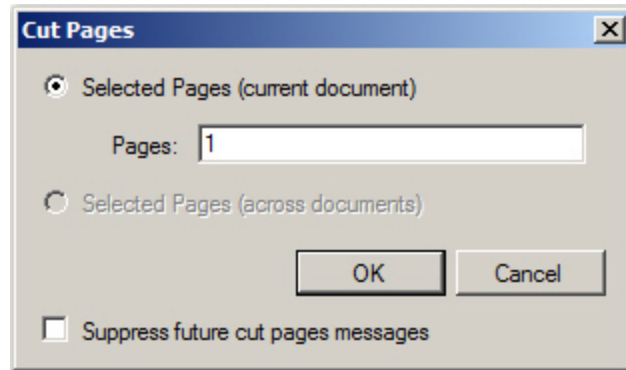 Cut Pages
Selected Pages (current document)
Pages: 1
Selected Pages (across documents)
OK Cancel
Suppress future cut pages messages